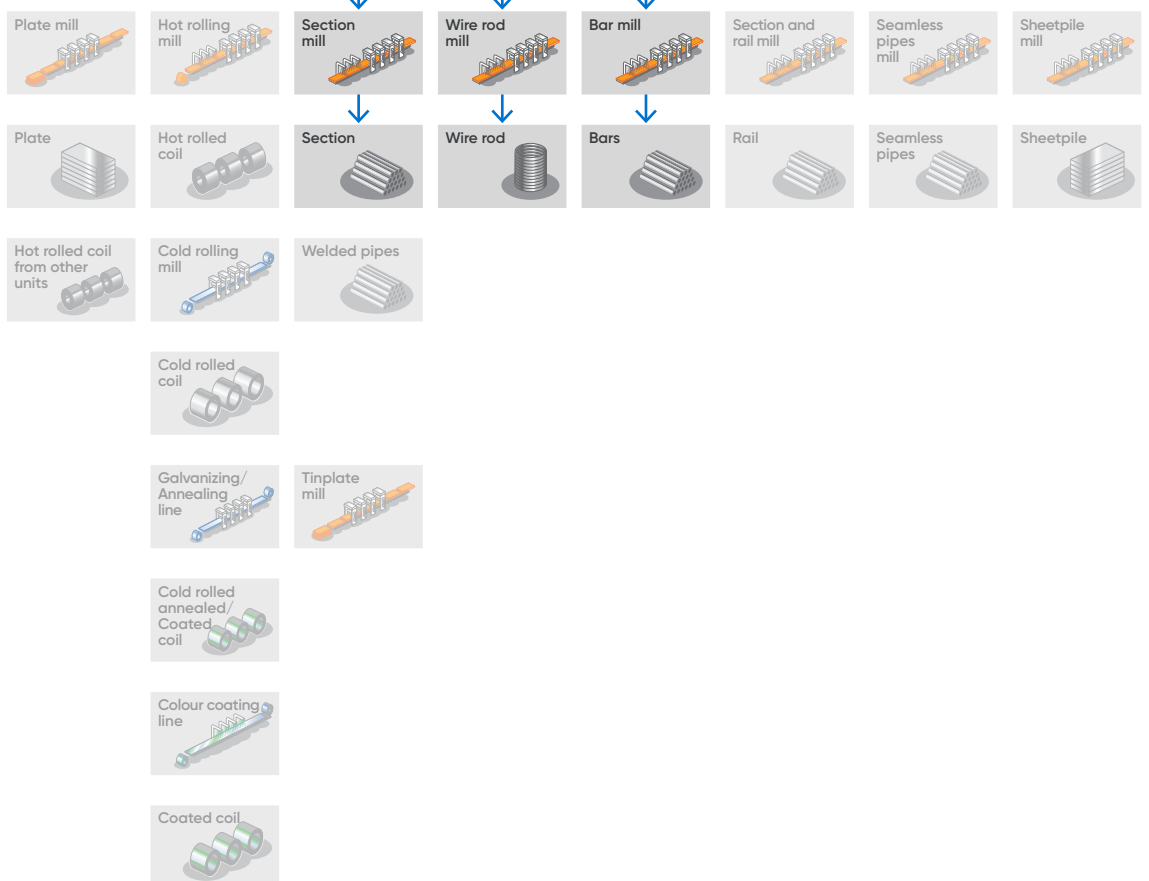 Plate mill
Hot rolling
mill
Section
mill
Wire rod
mill
Bar mill
Section and
rail mill
Seamless
pipes
mill
Sheetpile
mill
Plate
Hot rolled
coil
Section
Wire rod
Bars
Rail
Seamless
pipes
Sheetpile
Hot rolled coil
from other
units
Cold rolling
mill
Welded pipes
Cold rolled
coil
Galvanizing/
Annealing
line
Tinplate
mill
Cold rolled
annealed/
Coated
coil
Colour coating
line
Coated coil